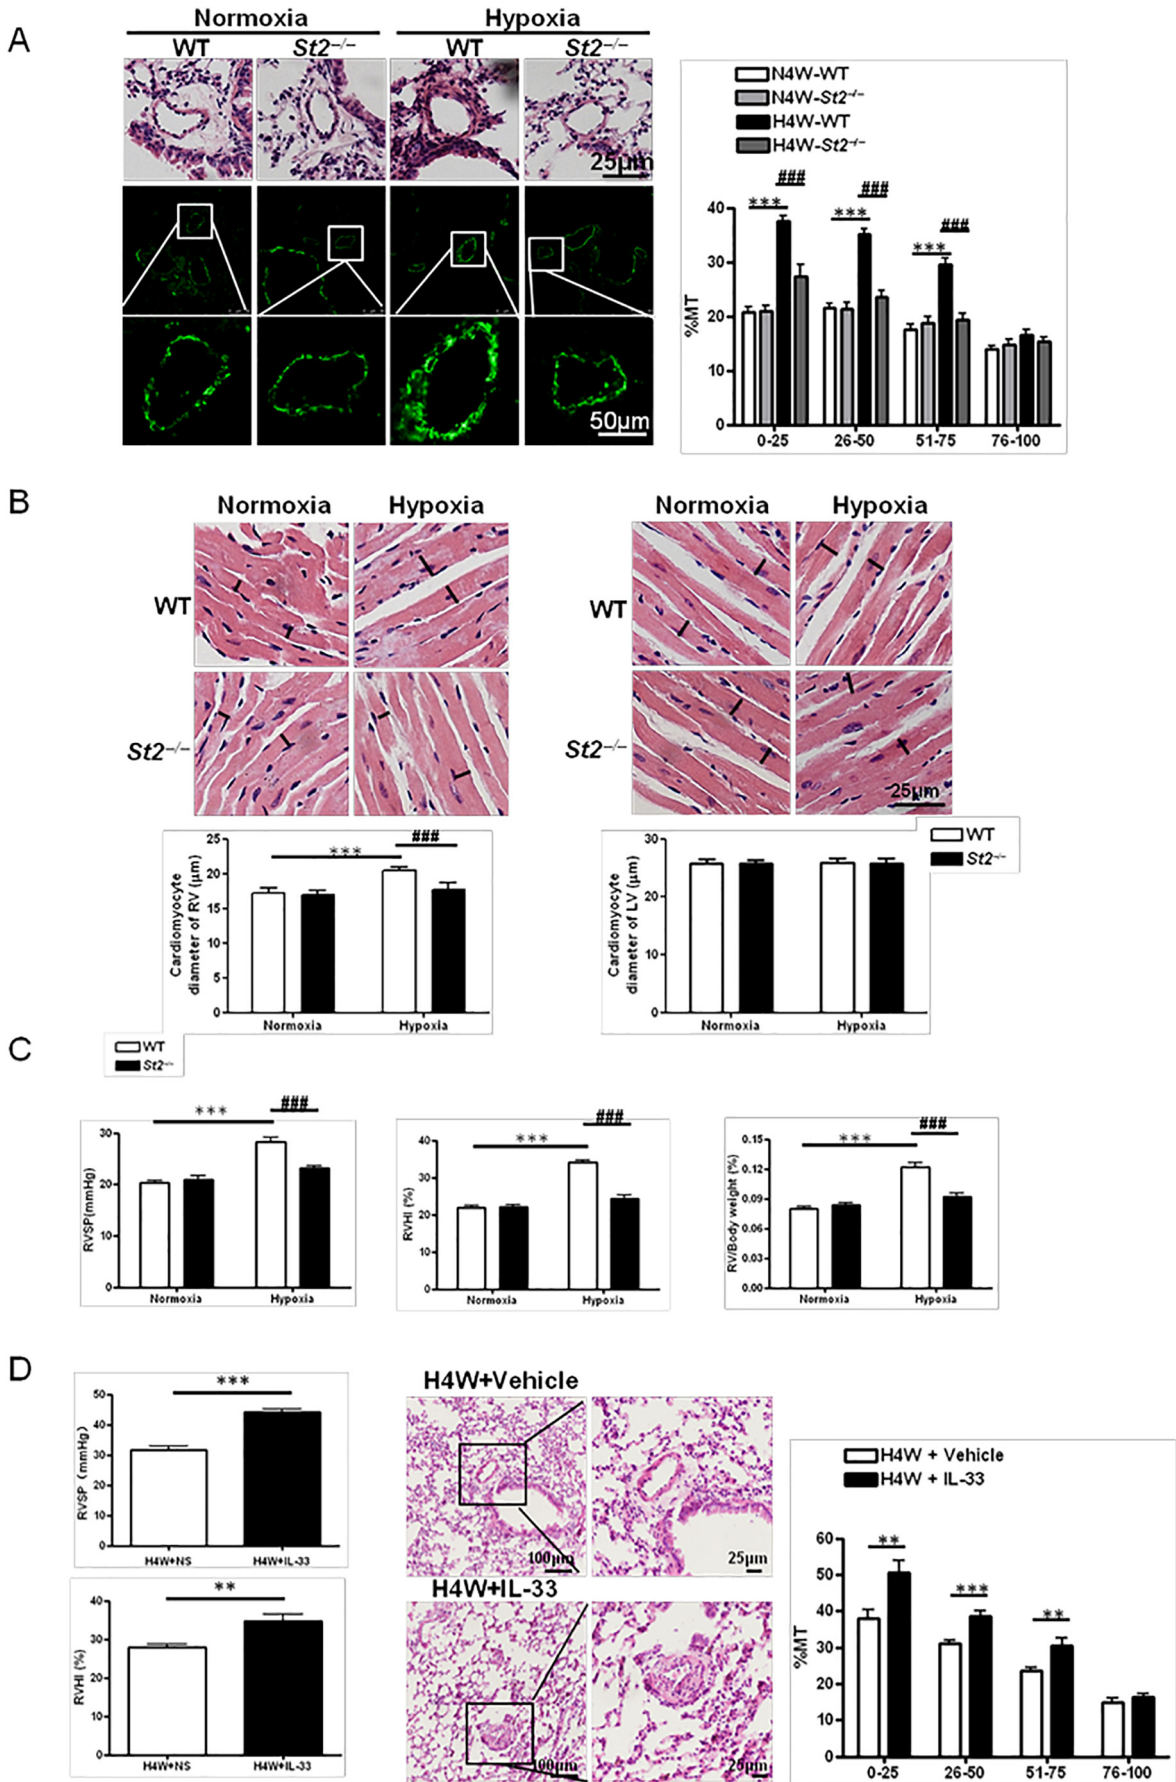 A
Normoxia
Hypoxia
WT
St2–/–
WT
St2–/–
25μm
50μm
N4W-WT
N4W-St2–/–
H4W-WT
H4W-St2–/–
###
###
###
***
***
***
%MT
40
30
20
10
0
0-25
26-50
51-75
76-100
B
Normoxia
Hypoxia
Normoxia
Hypoxia
WT
WT
St2–/–
St2–/–
25μm
###
***
Cardiomyocyte
diameter of RV (μm)
25
20
15
10
5
0
Normoxia
Hypoxia
Cardiomyocyte
diameter of LV (μm)
30
20
10
0
Normoxia
Hypoxia
WT
St2–/–
C
WT
St2–/–
***
###
RVSP(mmHg)
30
20
10
0
Normoxia
Hypoxia
***
###
RVHI (%)
40
30
20
10
0
Normoxia
Hypoxia
***
###
RV/Body weight (%)
0.15
0.12
0.09
0.06
0.03
0.00
Normoxia
Hypoxia
D
***
RVSP (mmHg)
50
40
30
20
10
0
H4W+NS
H4W+IL-33
**
RVHI (%)
40
30
20
10
0
H4W+NS
H4W+IL-33
H4W+Vehicle
100μm
25μm
H4W+IL-33
100μm
25μm
H4W + Vehicle
H4W + IL-33
**
***
**
%MT
60
50
40
30
20
10
0
0-25
26-50
51-75
76-100